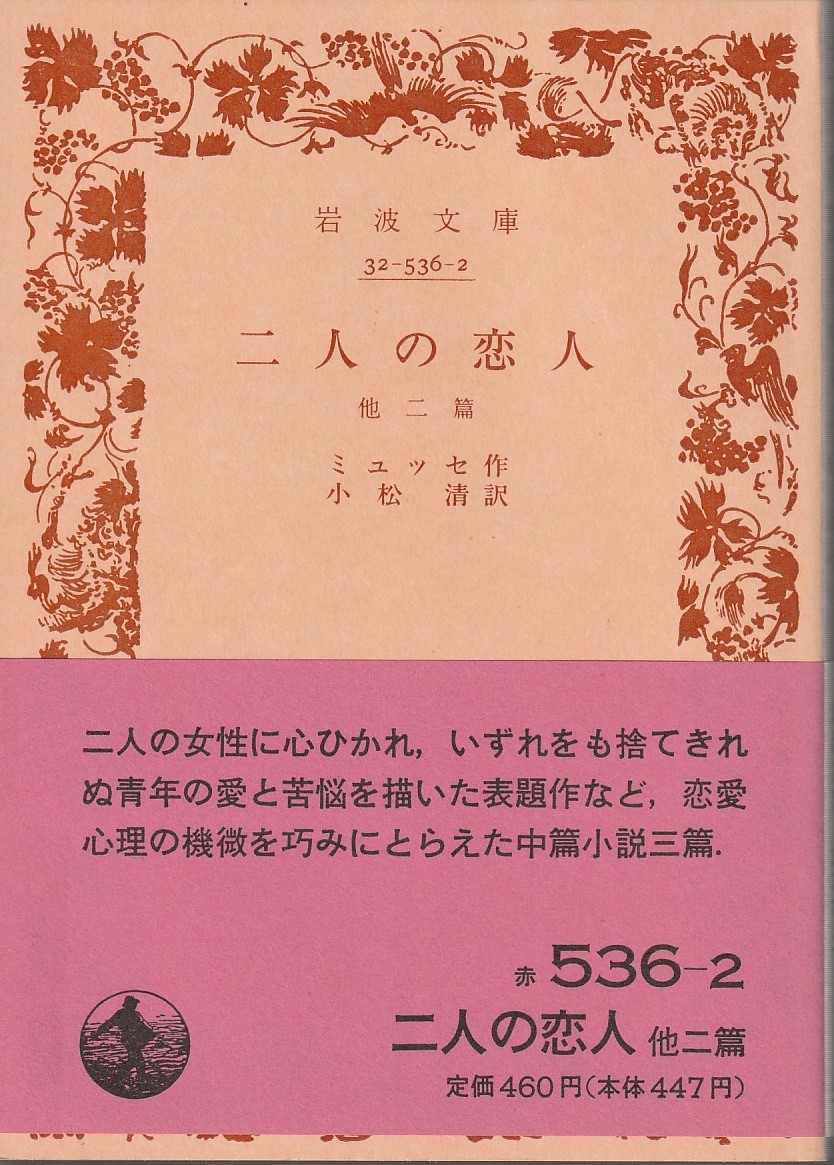 岩波文庫
32-536-2
二人の恋人
他二篇
ミュッセ作
小松 清訳
二人の女性に心ひかれ，いずれをも捨てきれ
ぬ青年の愛と苦悩を描いた表題作など，恋愛
心理の機微を巧みにとらえた中篇小説三篇．
赤 536-2
二人の恋人 他二篇
定価460円（本体447円）